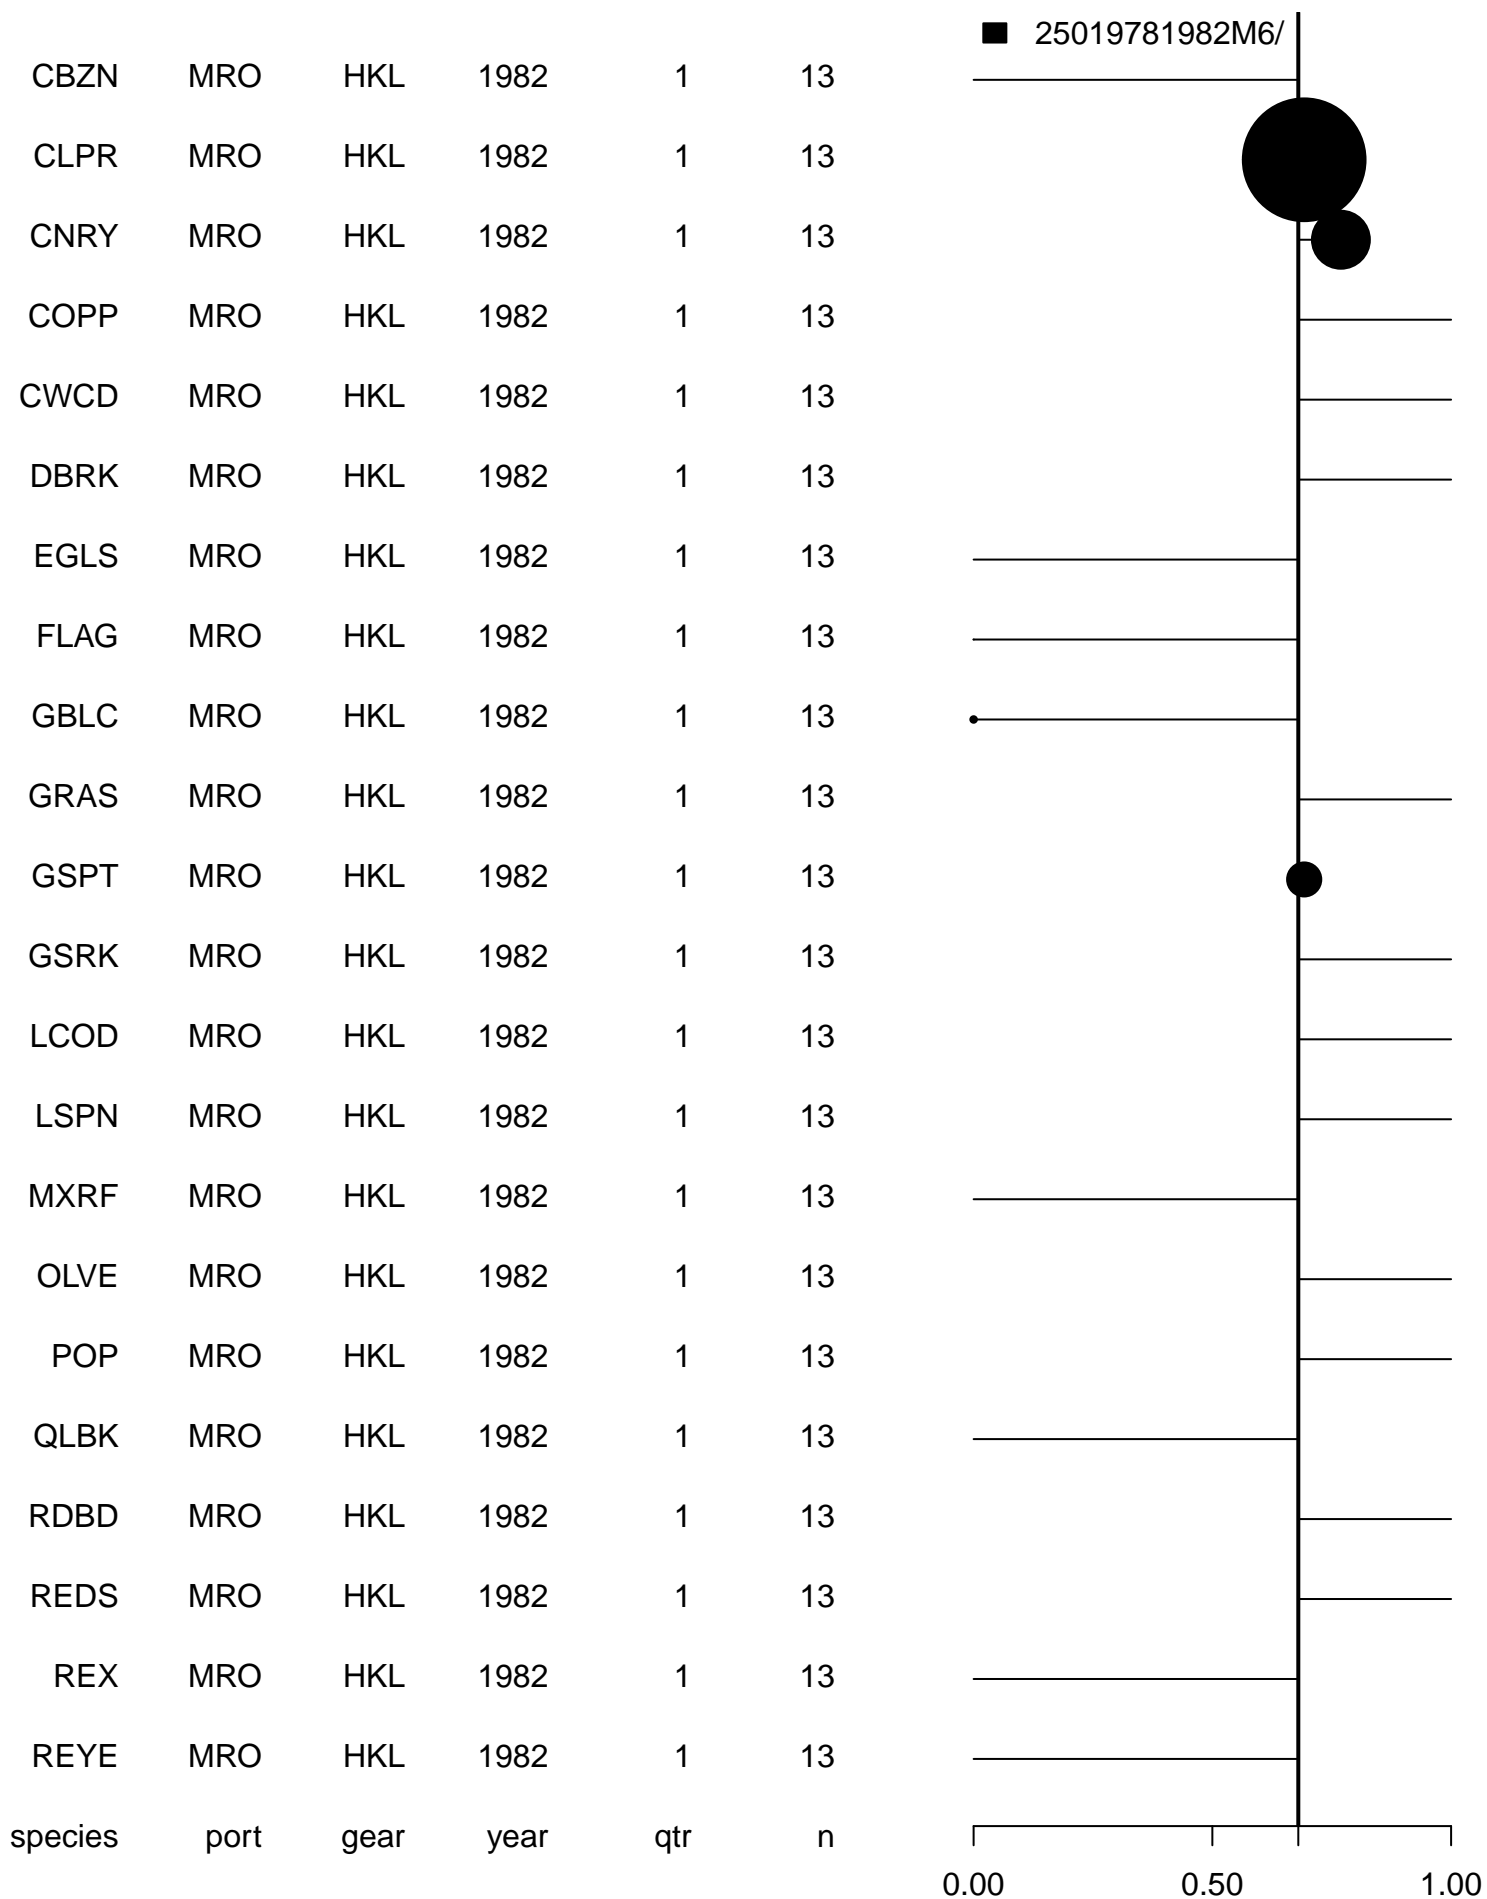 25019781982M6/
CBZN MRO HKL 1982 1 13
CLPR MRO HKL 1982 1 13
CNRY MRO HKL 1982 1 13
COPP MRO HKL 1982 1 13
CWCD MRO HKL 1982 1 13
DBRK MRO HKL 1982 1 13
EGLS MRO HKL 1982 1 13
FLAG MRO HKL 1982 1 13
GBLC MRO HKL 1982 1 13
GRAS MRO HKL 1982 1 13
GSPT MRO HKL 1982 1 13
GSRK MRO HKL 1982 1 13
LCOD MRO HKL 1982 1 13
LSPN MRO HKL 1982 1 13
MXRF MRO HKL 1982 1 13
OLVE MRO HKL 1982 1 13
POP MRO HKL 1982 1 13
QLBK MRO HKL 1982 1 13
RDBD MRO HKL 1982 1 13
REDS MRO HKL 1982 1 13
REX MRO HKL 1982 1 13
REYE MRO HKL 1982 1 13
species port gear year qtr n
0.00 0.50 1.00